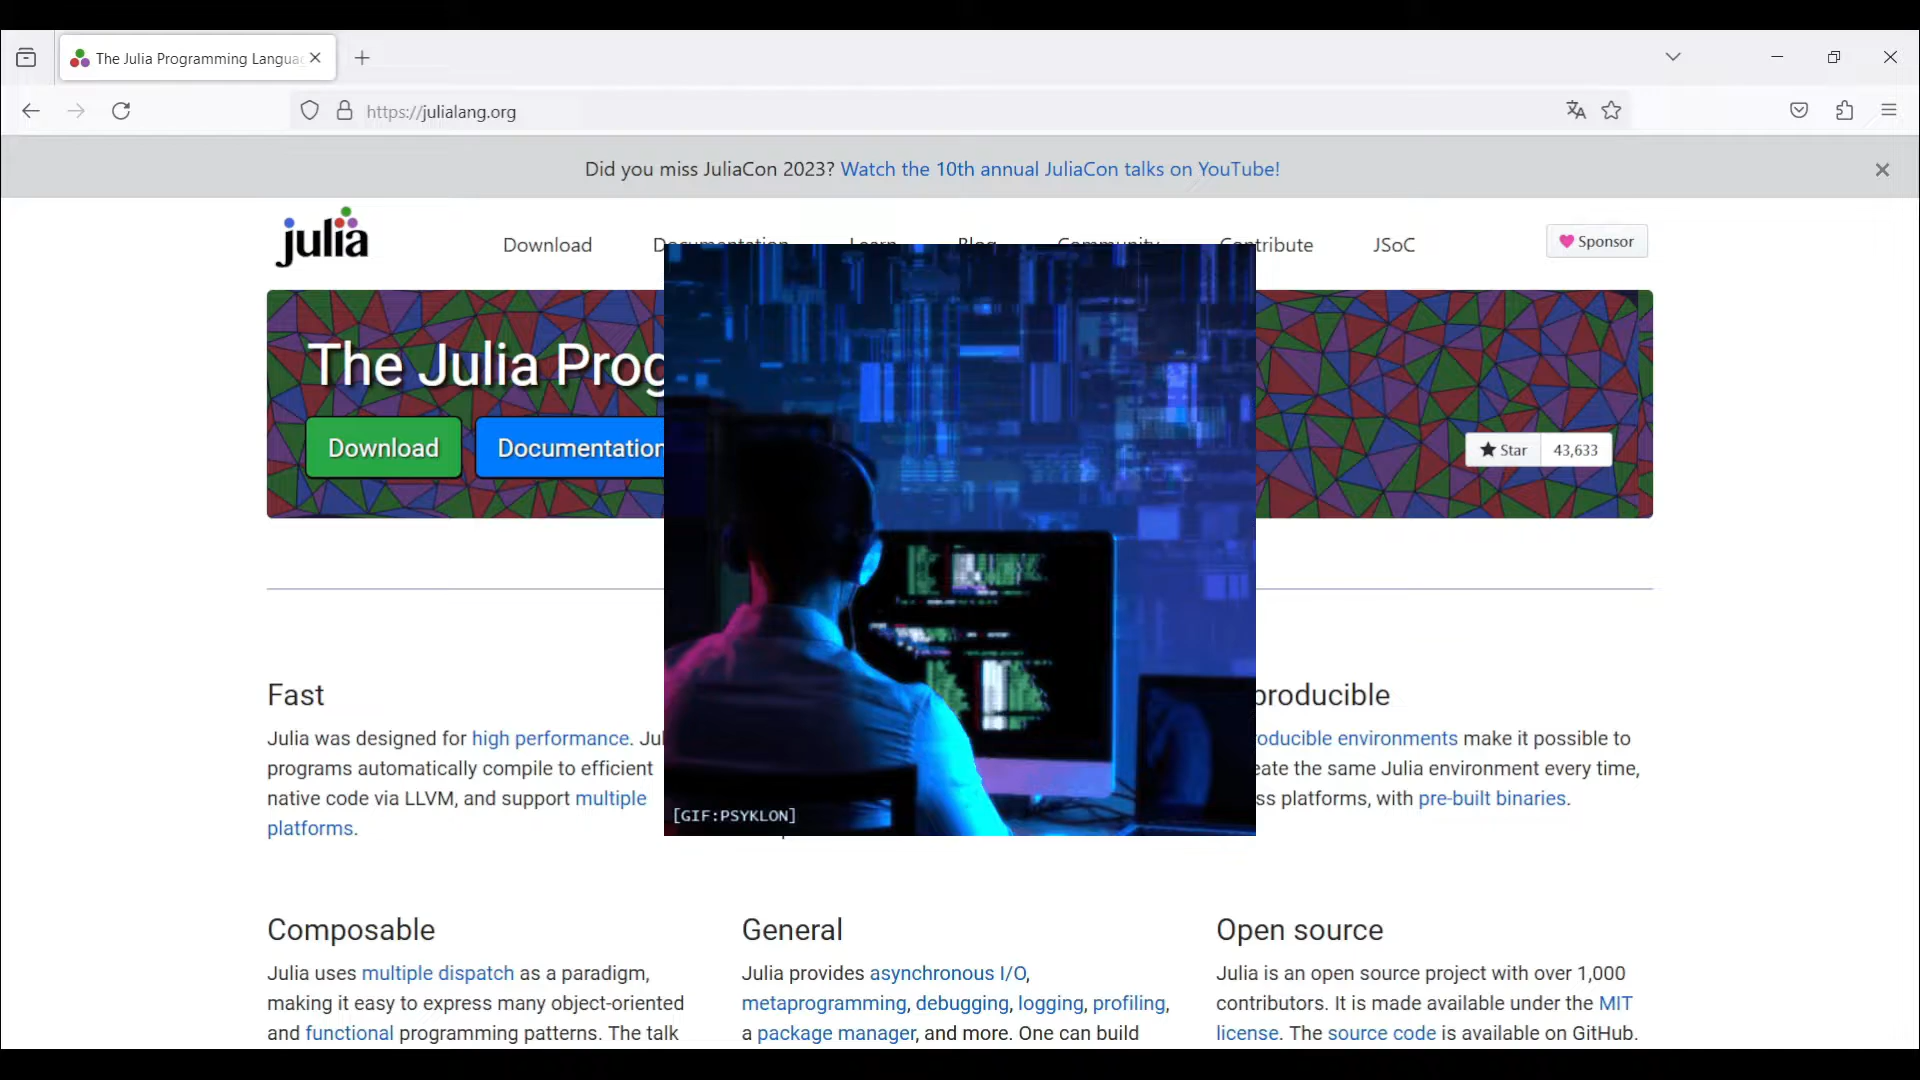 The Julia Programming Langua
https://julialang.org
Did you miss JuliaCon 2023? Watch the 10th annual JuliaCon talks on YouTube!
julia
Download Documentation Learn Blog Community Contribute JSoC
Sponsor
The Julia Prog
Download Documentation
Star 43,633
Fast
Julia was designed for high performance. Jul
programs automatically compile to efficient
native code via LLVM, and support multiple
platforms.
producible
oducible environments make it possible to
eate the same Julia environment every time,
ss platforms, with pre-built binaries.
[GIF:PSYKLON]
Composable
Julia uses multiple dispatch as a paradigm,
making it easy to express many object-oriented
and functional programming patterns. The talk
General
Julia provides asynchronous I/O,
metaprogramming, debugging, logging, profiling,
a package manager, and more. One can build
Open source
Julia is an open source project with over 1,000
contributors. It is made available under the MIT
license. The source code is available on GitHub.